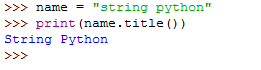 >>> name = "string python"
>>> print(name.title())
String Python
>>>